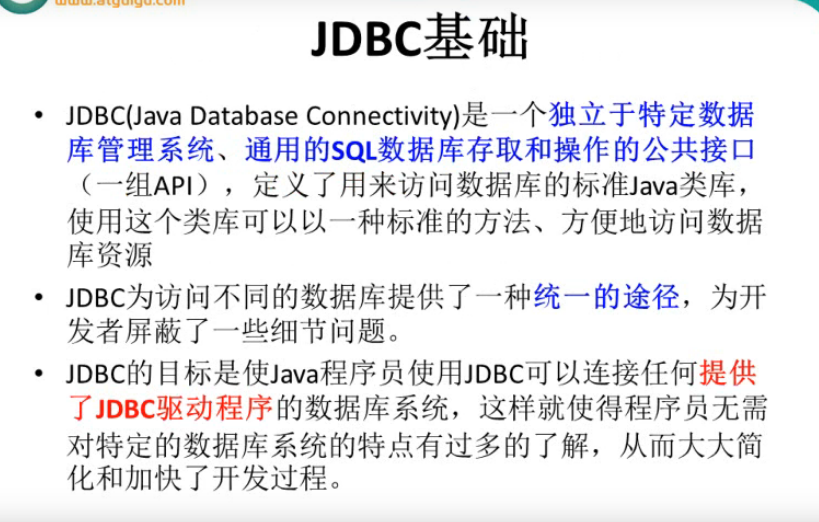 www.atguigu.com
JDBC基础
• JDBC(Java Database Connectivity)是一个独立于特定数据
库管理系统、通用的SQL数据库存取和操作的公共接口
（一组API），定义了用来访问数据库的标准Java类库，
使用这个类库可以以一种标准的方法、方便地访问数据
库资源
• JDBC为访问不同的数据库提供了一种统一的途径，为开
发者屏蔽了一些细节问题。
• JDBC的目标是使Java程序员使用JDBC可以连接任何提供
了JDBC驱动程序的数据库系统，这样就使得程序员无需
对特定的数据库系统的特点有过多的了解，从而大大简
化和加快了开发过程。